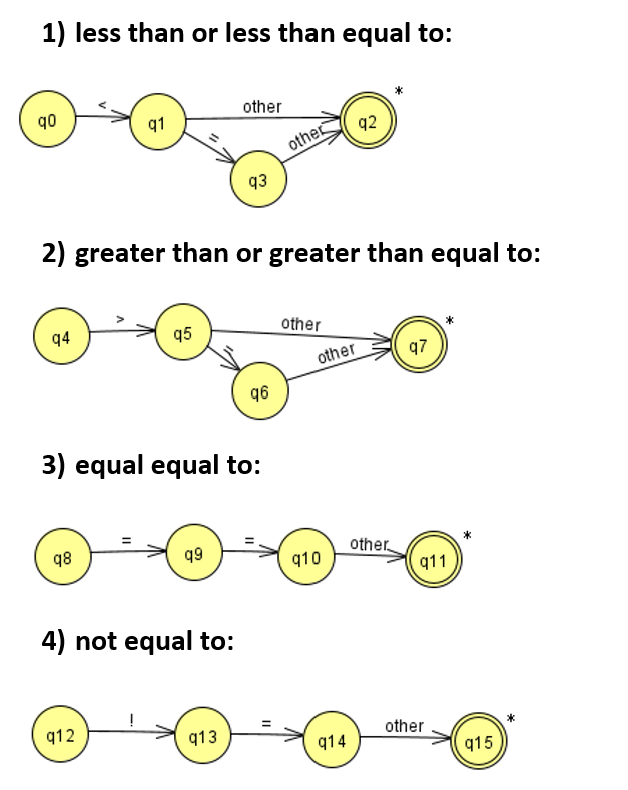 1) less than or less than equal to:
*
q0 < q1 other q2
= other
q3
2) greater than or greater than equal to:
*
q4 > q5 other q7
= other
q6
3) equal equal to:
*
q8 = q9 = q10 other q11
4) not equal to:
*
q12 ! q13 = q14 other q15